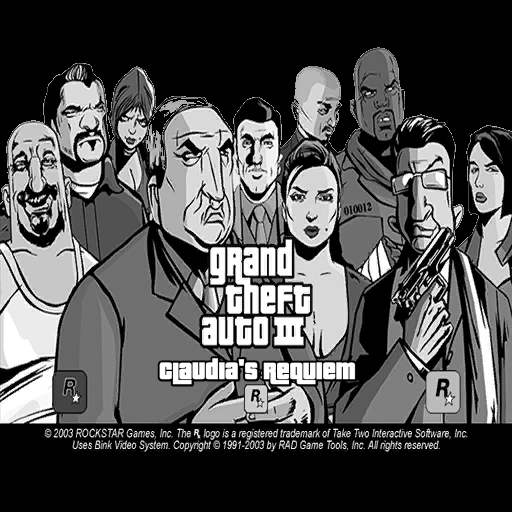 010012
grand
theft
auto III
Claudia's Requiem
R
R
R
© 2003 ROCKSTAR Games, Inc. The R* logo is a registered trademark of Take Two Interactive Software, Inc.
Uses Bink Video System. Copyright © 1991-2003 by RAD Game Tools, Inc. All rights reserved.